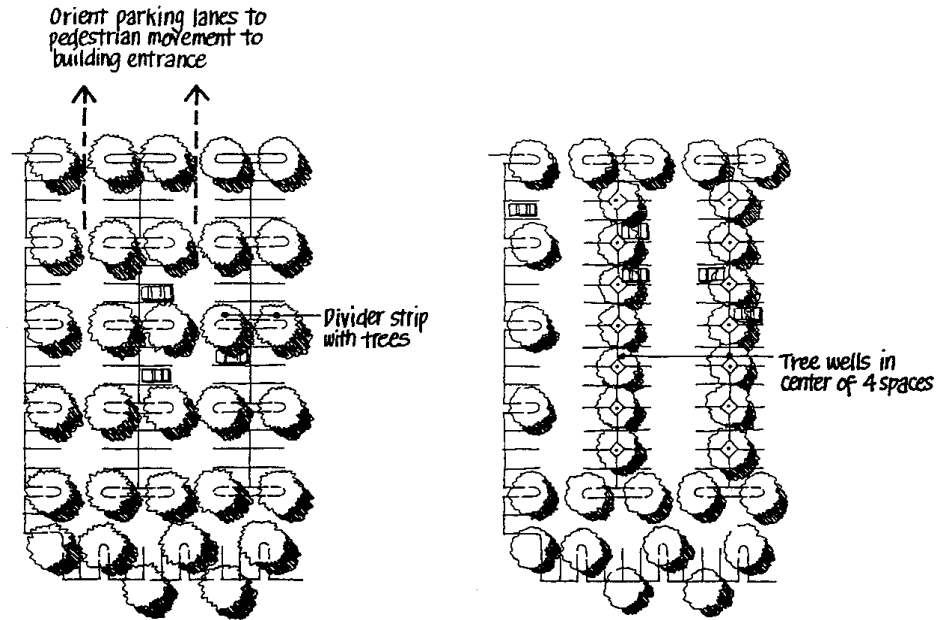 Orient parking lanes to
pedestrian movement to
building entrance
Divider strip
with trees
Tree wells in
center of 4 spaces